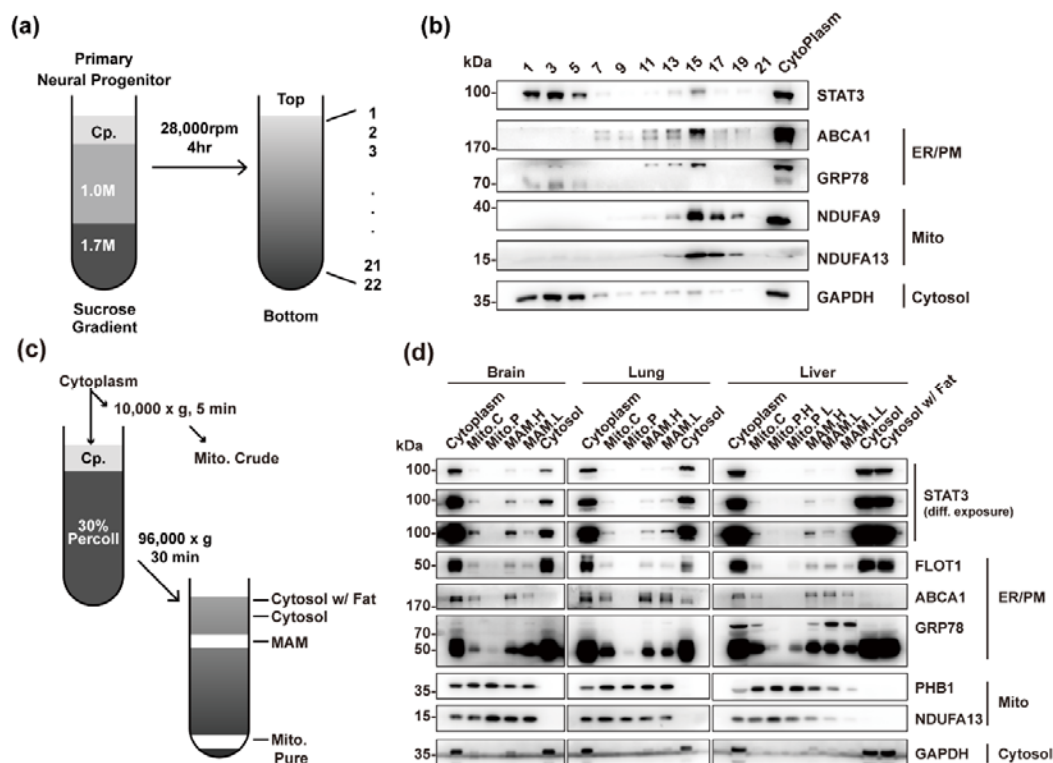 (a)
Primary
Neural Progenitor
Cp.
1.0M
1.7M
Sucrose
Gradient
28,000rpm
4hr
Top
1
2
3
.
.
.
21
22
Bottom
(b)
kDa
1 3 5 7 9 11 13 15 17 19 21 CytoPlasm
100- STAT3
170- ABCA1
70- GRP78
ER/PM
40- NDUFA9
15- NDUFA13
Mito
35- GAPDH Cytosol
(c)
Cytoplasm
10,000 x g, 5 min
Mito. Crude
Cp.
30%
Percoll
96,000 x g
30 min
Cytosol w/ Fat
Cytosol
MAM
Mito.
Pure
(d)
Brain Lung Liver
kDa
Cytoplasm Mito.C Mito.P MAM.H MAM.L Cytosol Cytoplasm Mito.C Mito.P MAM.H MAM.L Cytosol Cytoplasm Mito.C Mito.P.H Mito.P.L MAM.H MAM.L MAM.LL Cytosol Cytosol w/ Fat
100-
100- STAT3
(diff. exposure)
100-
50- FLOT1
170- ABCA1
ER/PM
GRP78
70-
50-
35- PHB1
Mito
15- NDUFA13
35- GAPDH Cytosol